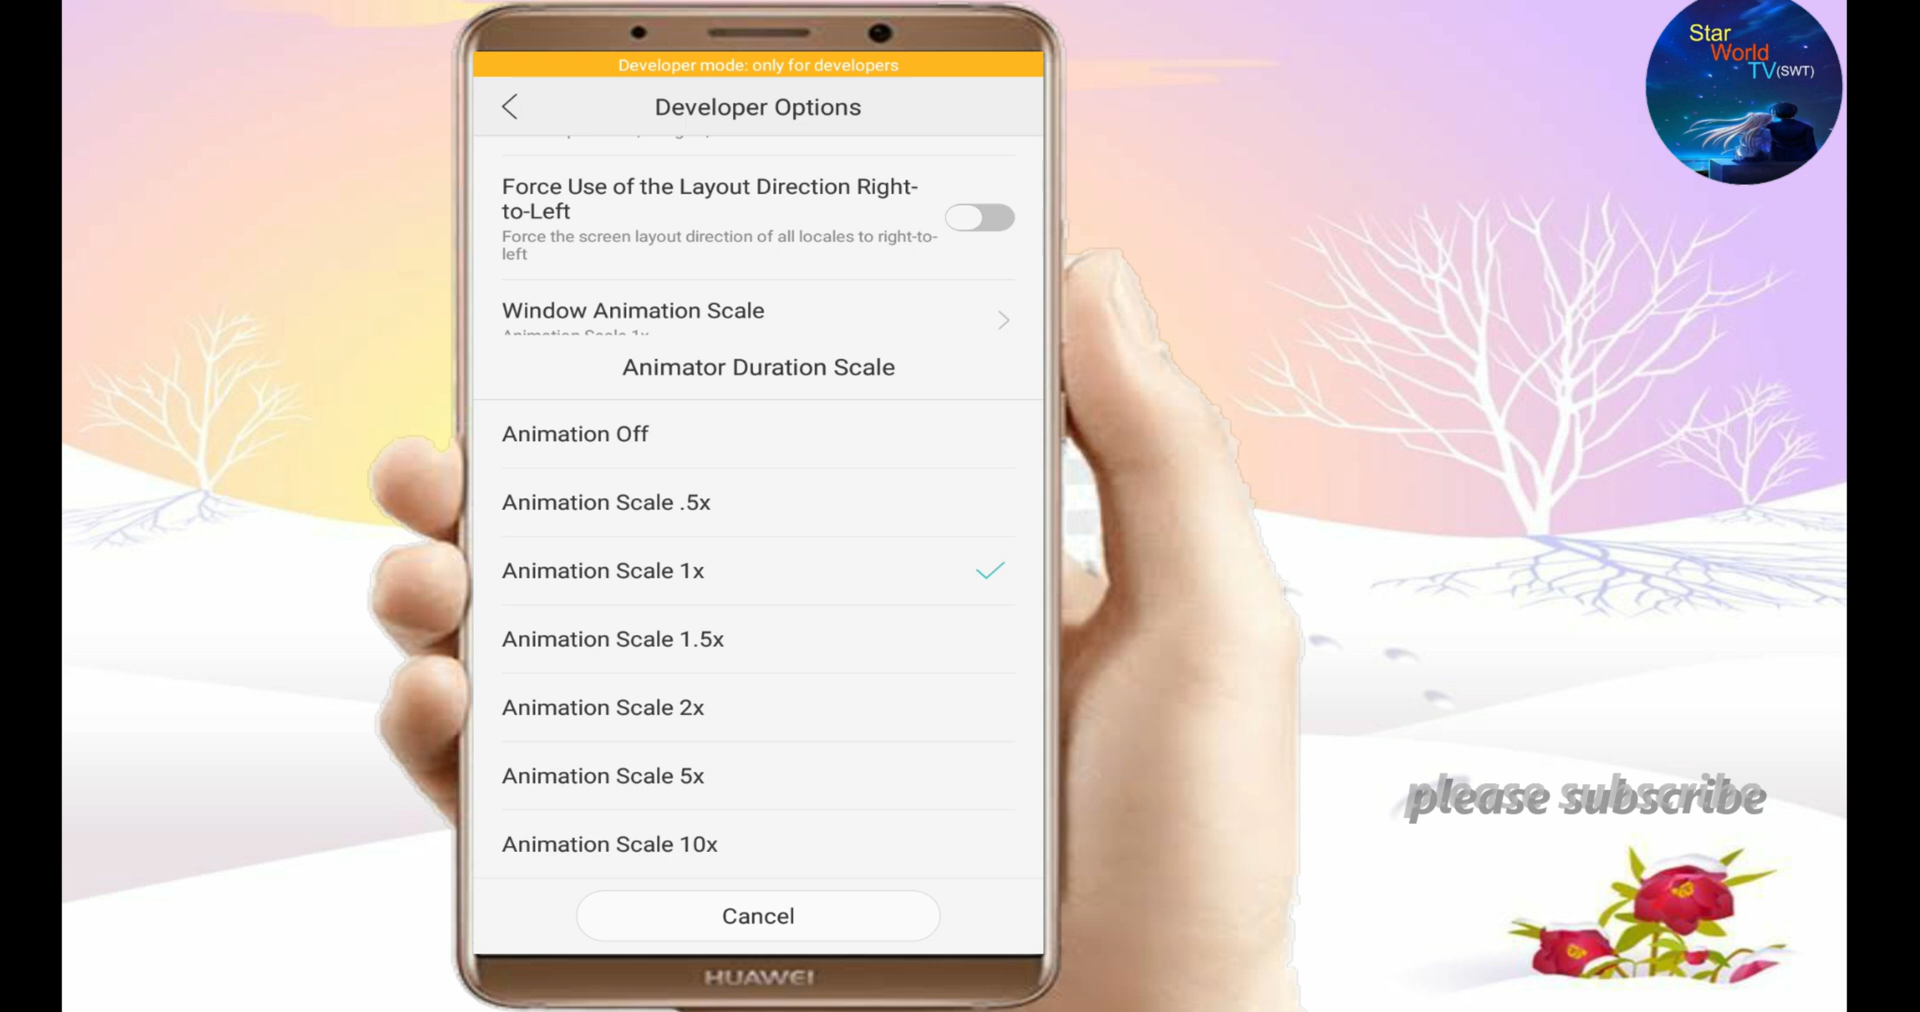 Star
World
TV(SWT)
Developer mode: only for developers
Developer Options
Force Use of the Layout Direction Right-
to-Left
Force the screen layout direction of all locales to right-to-
left
Window Animation Scale
Animation Scale 1x
Animator Duration Scale
Animation Off
Animation Scale .5x
Animation Scale 1x
Animation Scale 1.5x
Animation Scale 2x
Animation Scale 5x
Animation Scale 10x
Cancel
HUAWEI
please subscribe